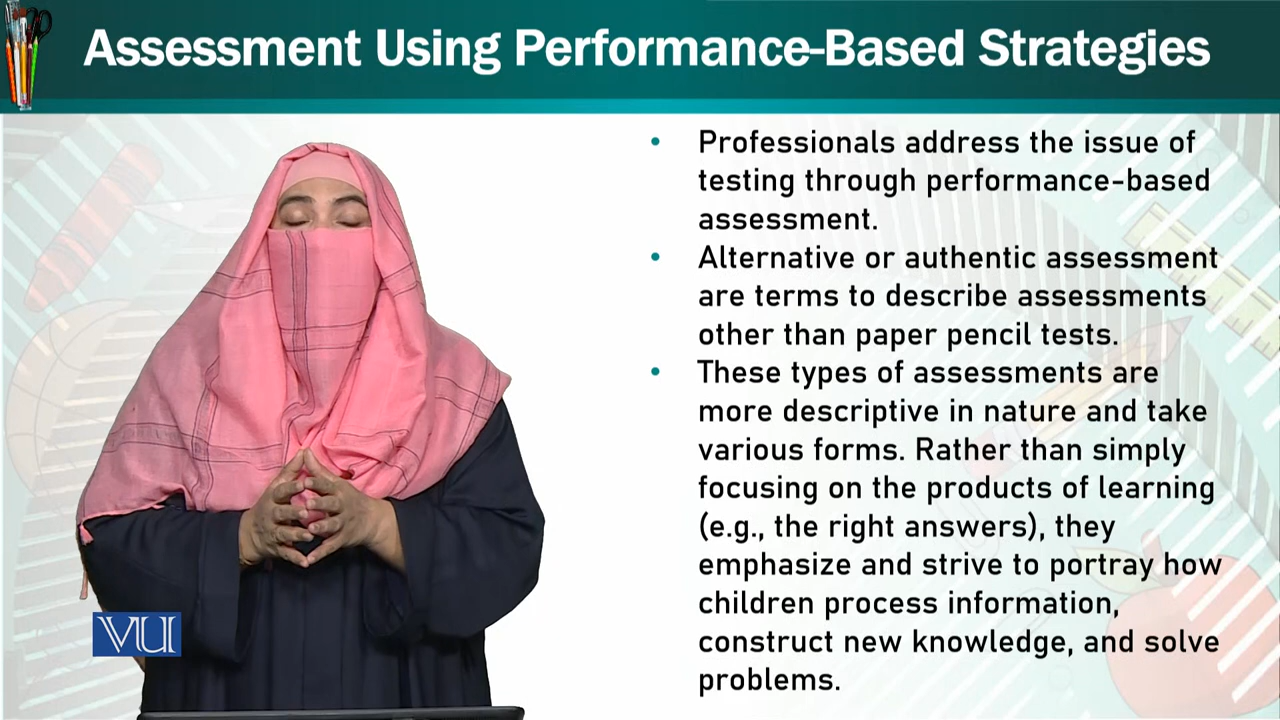 Assessment Using Performance-Based Strategies
• Professionals address the issue of
testing through performance-based
assessment.
• Alternative or authentic assessment
are terms to describe assessments
other than paper pencil tests.
• These types of assessments are
more descriptive in nature and take
various forms. Rather than simply
focusing on the products of learning
(e.g., the right answers), they
emphasize and strive to portray how
children process information,
construct new knowledge, and solve
problems.
VU